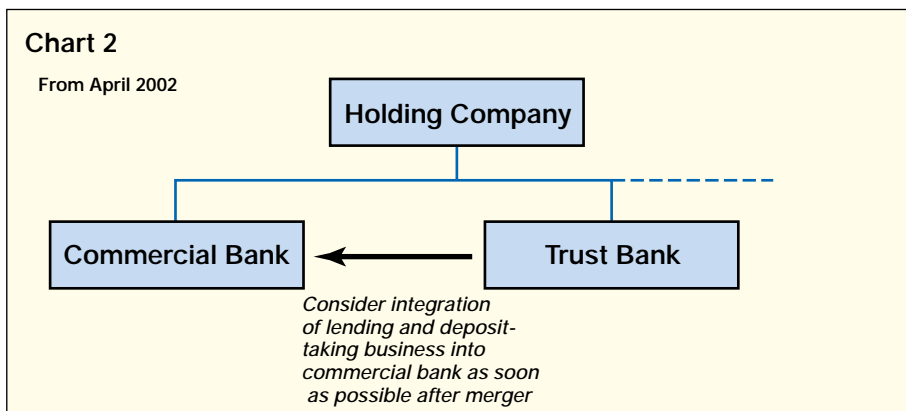 Chart 2
From April 2002
Holding Company
Commercial Bank
Trust Bank
Consider integration
of lending and deposit-
taking business into
commercial bank as soon
as possible after merger